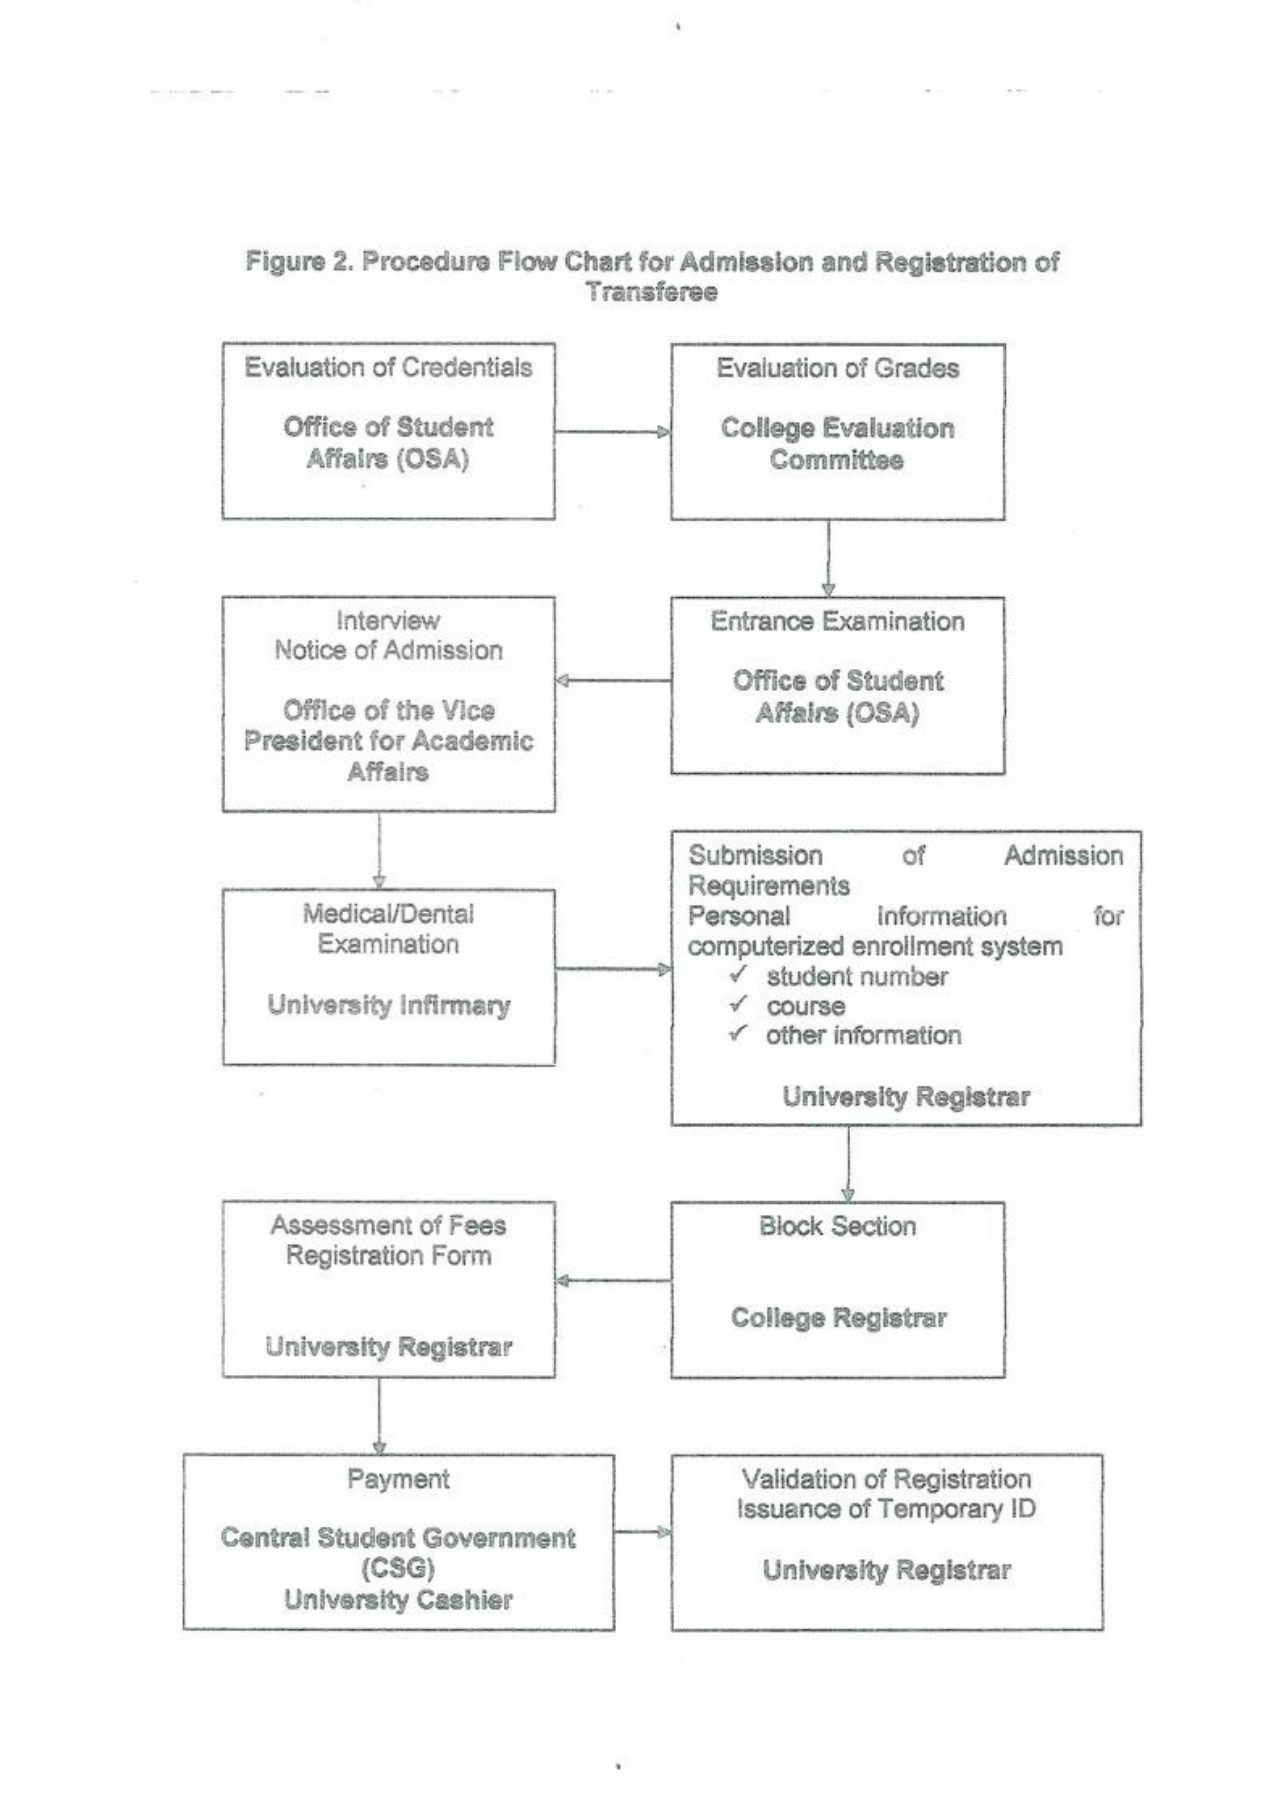 Figure 2. Procedure Flow Chart for Admission and Registration of
Transferee
Evaluation of Credentials
Office of Student
Affairs (OSA)
Evaluation of Grades
College Evaluation
Committee
Entrance Examination
Office of Student
Affairs (OSA)
Interview
Notice of Admission
Office of the Vice
President for Academic
Affairs
Medical/Dental
Examination
University Infirmary
Submission of Admission
Requirements
Personal Information for
computerized enrollment system
✓ student number
✓ course
✓ other information
University Registrar
Block Section
College Registrar
Assessment of Fees
Registration Form
University Registrar
Payment
Central Student Government
(CSG)
University Cashier
Validation of Registration
Issuance of Temporary ID
University Registrar